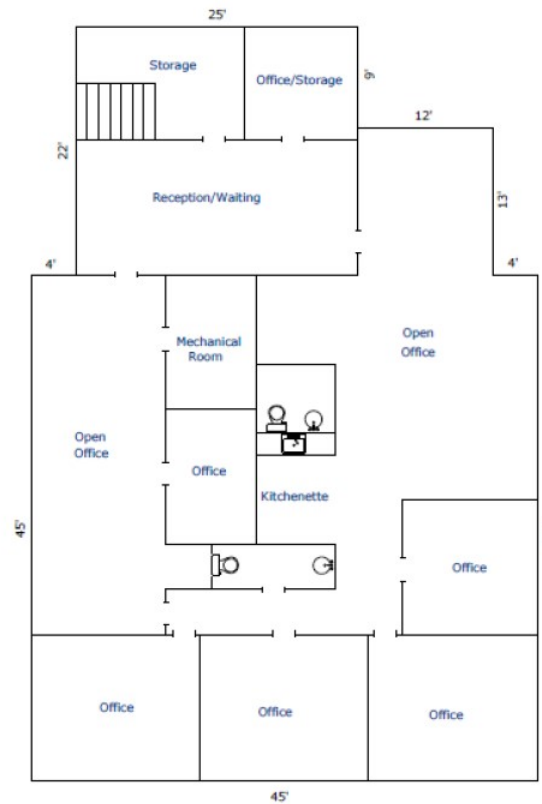 25'
Storage
Office/Storage
9'
12'
22'
Reception/Waiting
13'
4'
4'
Mechanical
Room
Open
Office
Open
Office
Office
Kitchenette
45'
Office
Office
Office
Office
45'